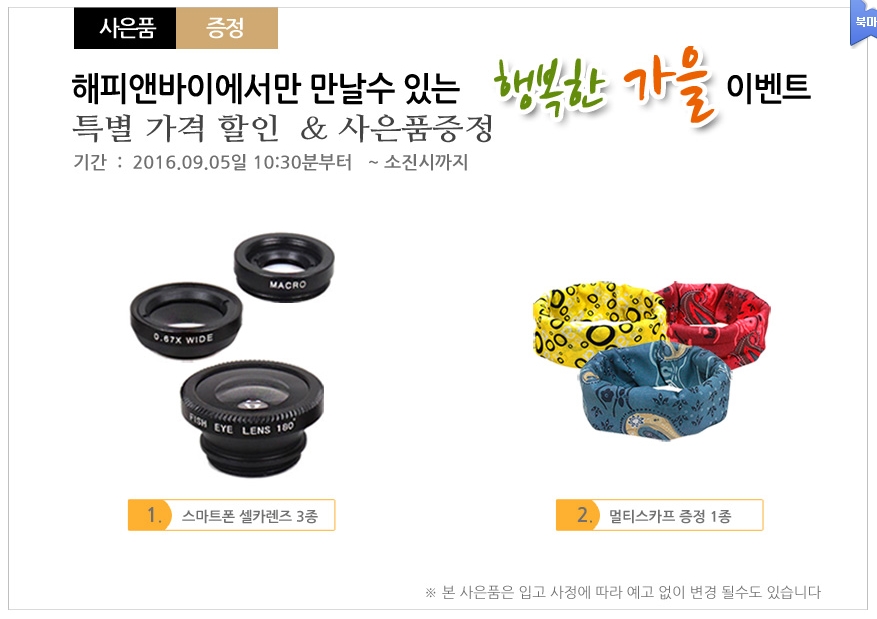 사은품 증정
해피앤바이에서만 만날수 있는 행복한 가을 이벤트
특별 가격 할인 & 사은품증정
기간 : 2016.09.05일 10:30분부터 ~ 소진시까지
MACRO
0.67X WIDE
FISH EYE LENS 180°
1. 스마트폰 셀카렌즈 3종
2. 멀티스카프 증정 1종
※ 본 사은품은 입고 사정에 따라 예고 없이 변경 될수도 있습니다